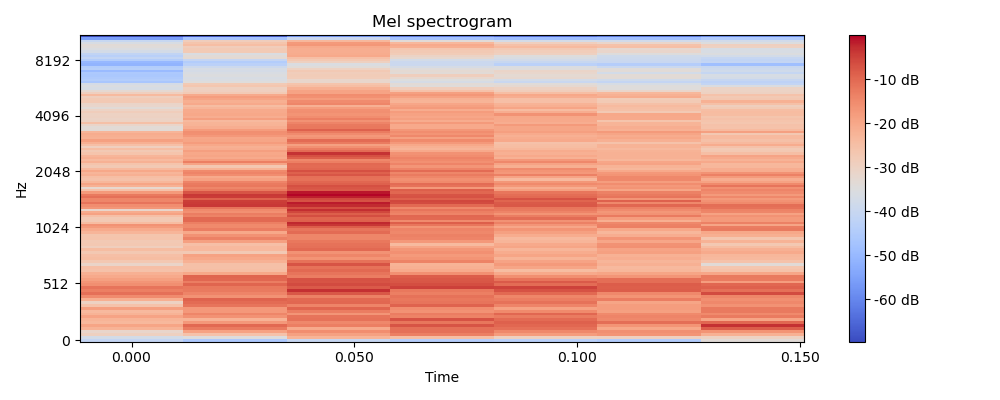 Mel spectrogram
Hz
8192
4096
2048
1024
512
0
0.000
0.050
0.100
0.150
Time
-10 dB
-20 dB
-30 dB
-40 dB
-50 dB
-60 dB